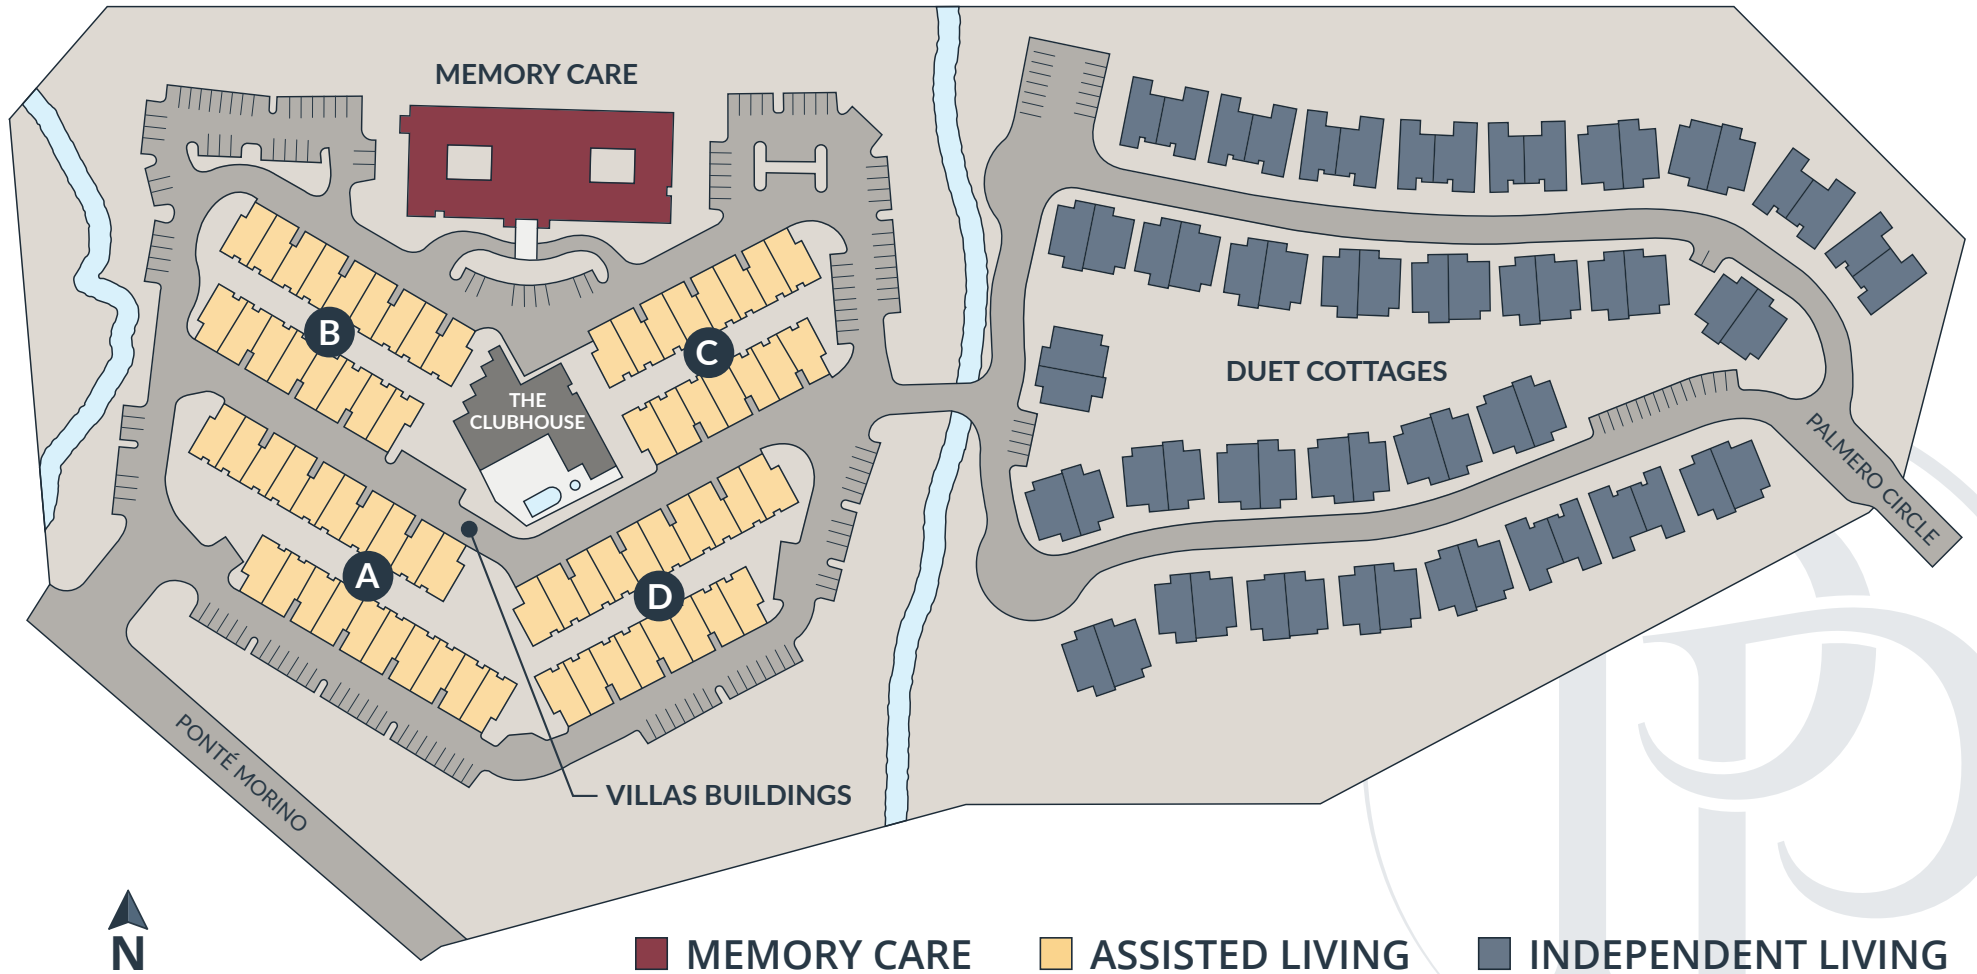 MEMORY CARE
B
C
THE
CLUBHOUSE
DUET COTTAGES
PALMERO CIRCLE
A
D
PONTÉ MORINO
VILLAS BUILDINGS
N
MEMORY CARE
ASSISTED LIVING
INDEPENDENT LIVING